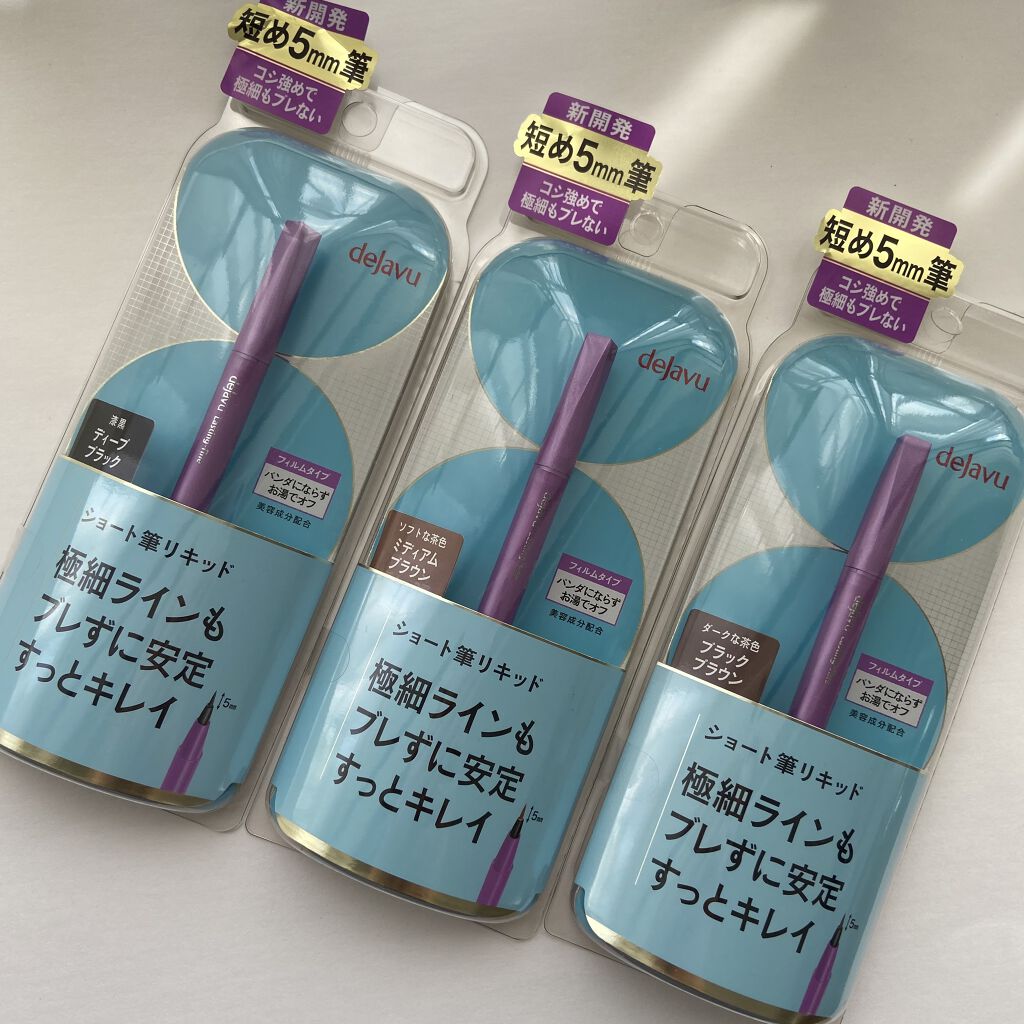 新開発
短め5mm筆
コシ強めで
極細もブレない
dejavu
dejavu Lasting-fine
漆黒
ディープ
ブラック
フィルムタイプ
パンダにならず
お湯でオフ
美容成分配合
ショート筆リキッド
極細ラインも
ブレずに安定
すっとキレイ
5mm
新開発
短め5mm筆
コシ強めで
極細もブレない
dejavu
ソフトな茶色
ミディアム
ブラウン
フィルムタイプ
パンダにならず
お湯でオフ
美容成分配合
ショート筆リキッド
極細ラインも
ブレずに安定
すっとキレイ
5mm
新開発
短め5mm筆
コシ強めで
極細もブレない
dejavu
ダークな茶色
ブラック
ブラウン
フィルムタイプ
パンダにならず
お湯でオフ
美容成分配合
ショート筆リキッド
極細ラインも
ブレずに安定
すっとキレイ
5mm